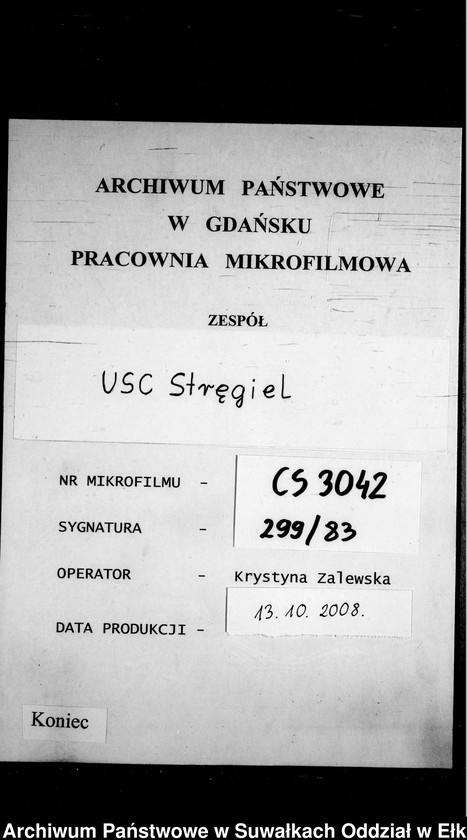 ARCHIWUM PAŃSTWOWE
W GDAŃSKU
PRACOWNIA MIKROFILMOWA
ZESPÓŁ
USC Stręgiel
NR MIKROFILMU - CS 3042
SYGNATURA - 299/83
OPERATOR - Krystyna Zalewska
DATA PRODUKCJI - 13.10.2008.
Koniec
Archiwum Państwowe w Suwałkach Oddział w Ełk